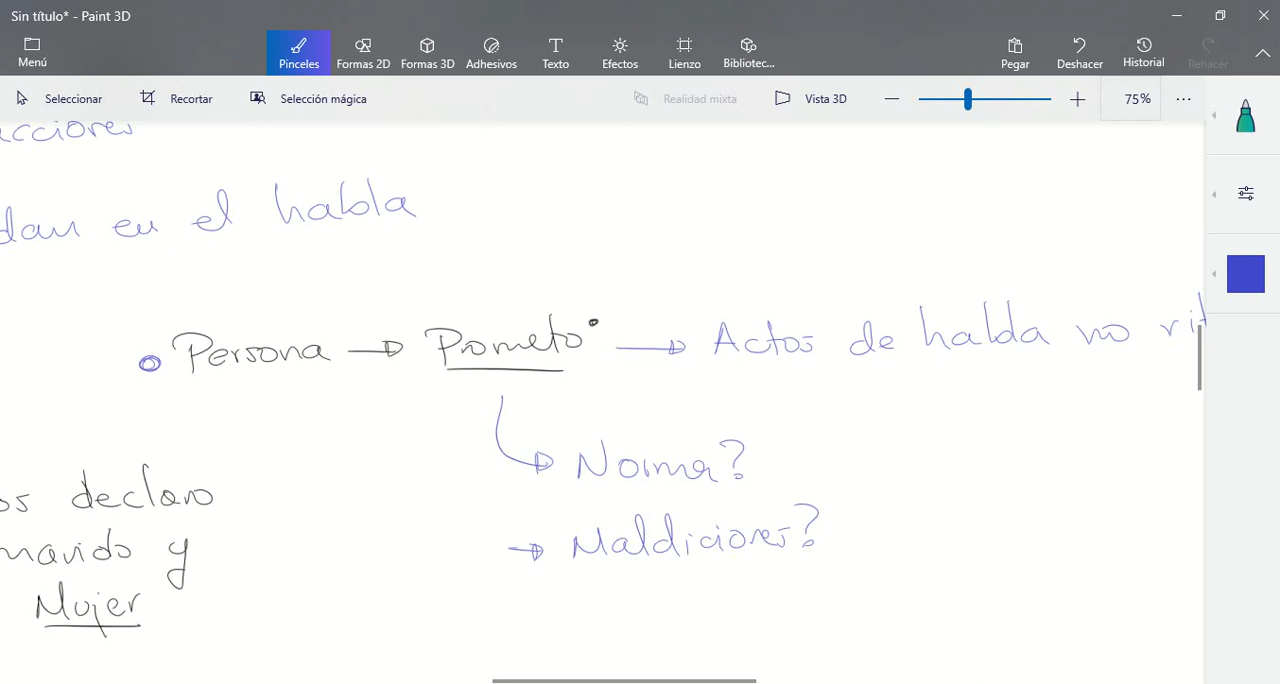 Sin título* - Paint 3D
Menú
Pinceles
Formas 2D
Formas 3D
Adhesivos
Texto
Efectos
Lienzo
Bibliotec...
Pegar
Deshacer
Historial
Rehacer
Seleccionar
Recortar
Selección mágica
Realidad mixta
Vista 3D
75%
acciones
dan en el habla
Persona → Prometo → Actos de habla no rit
Norma?
→ Maldiciones?
os declaro
marido y
Mujer